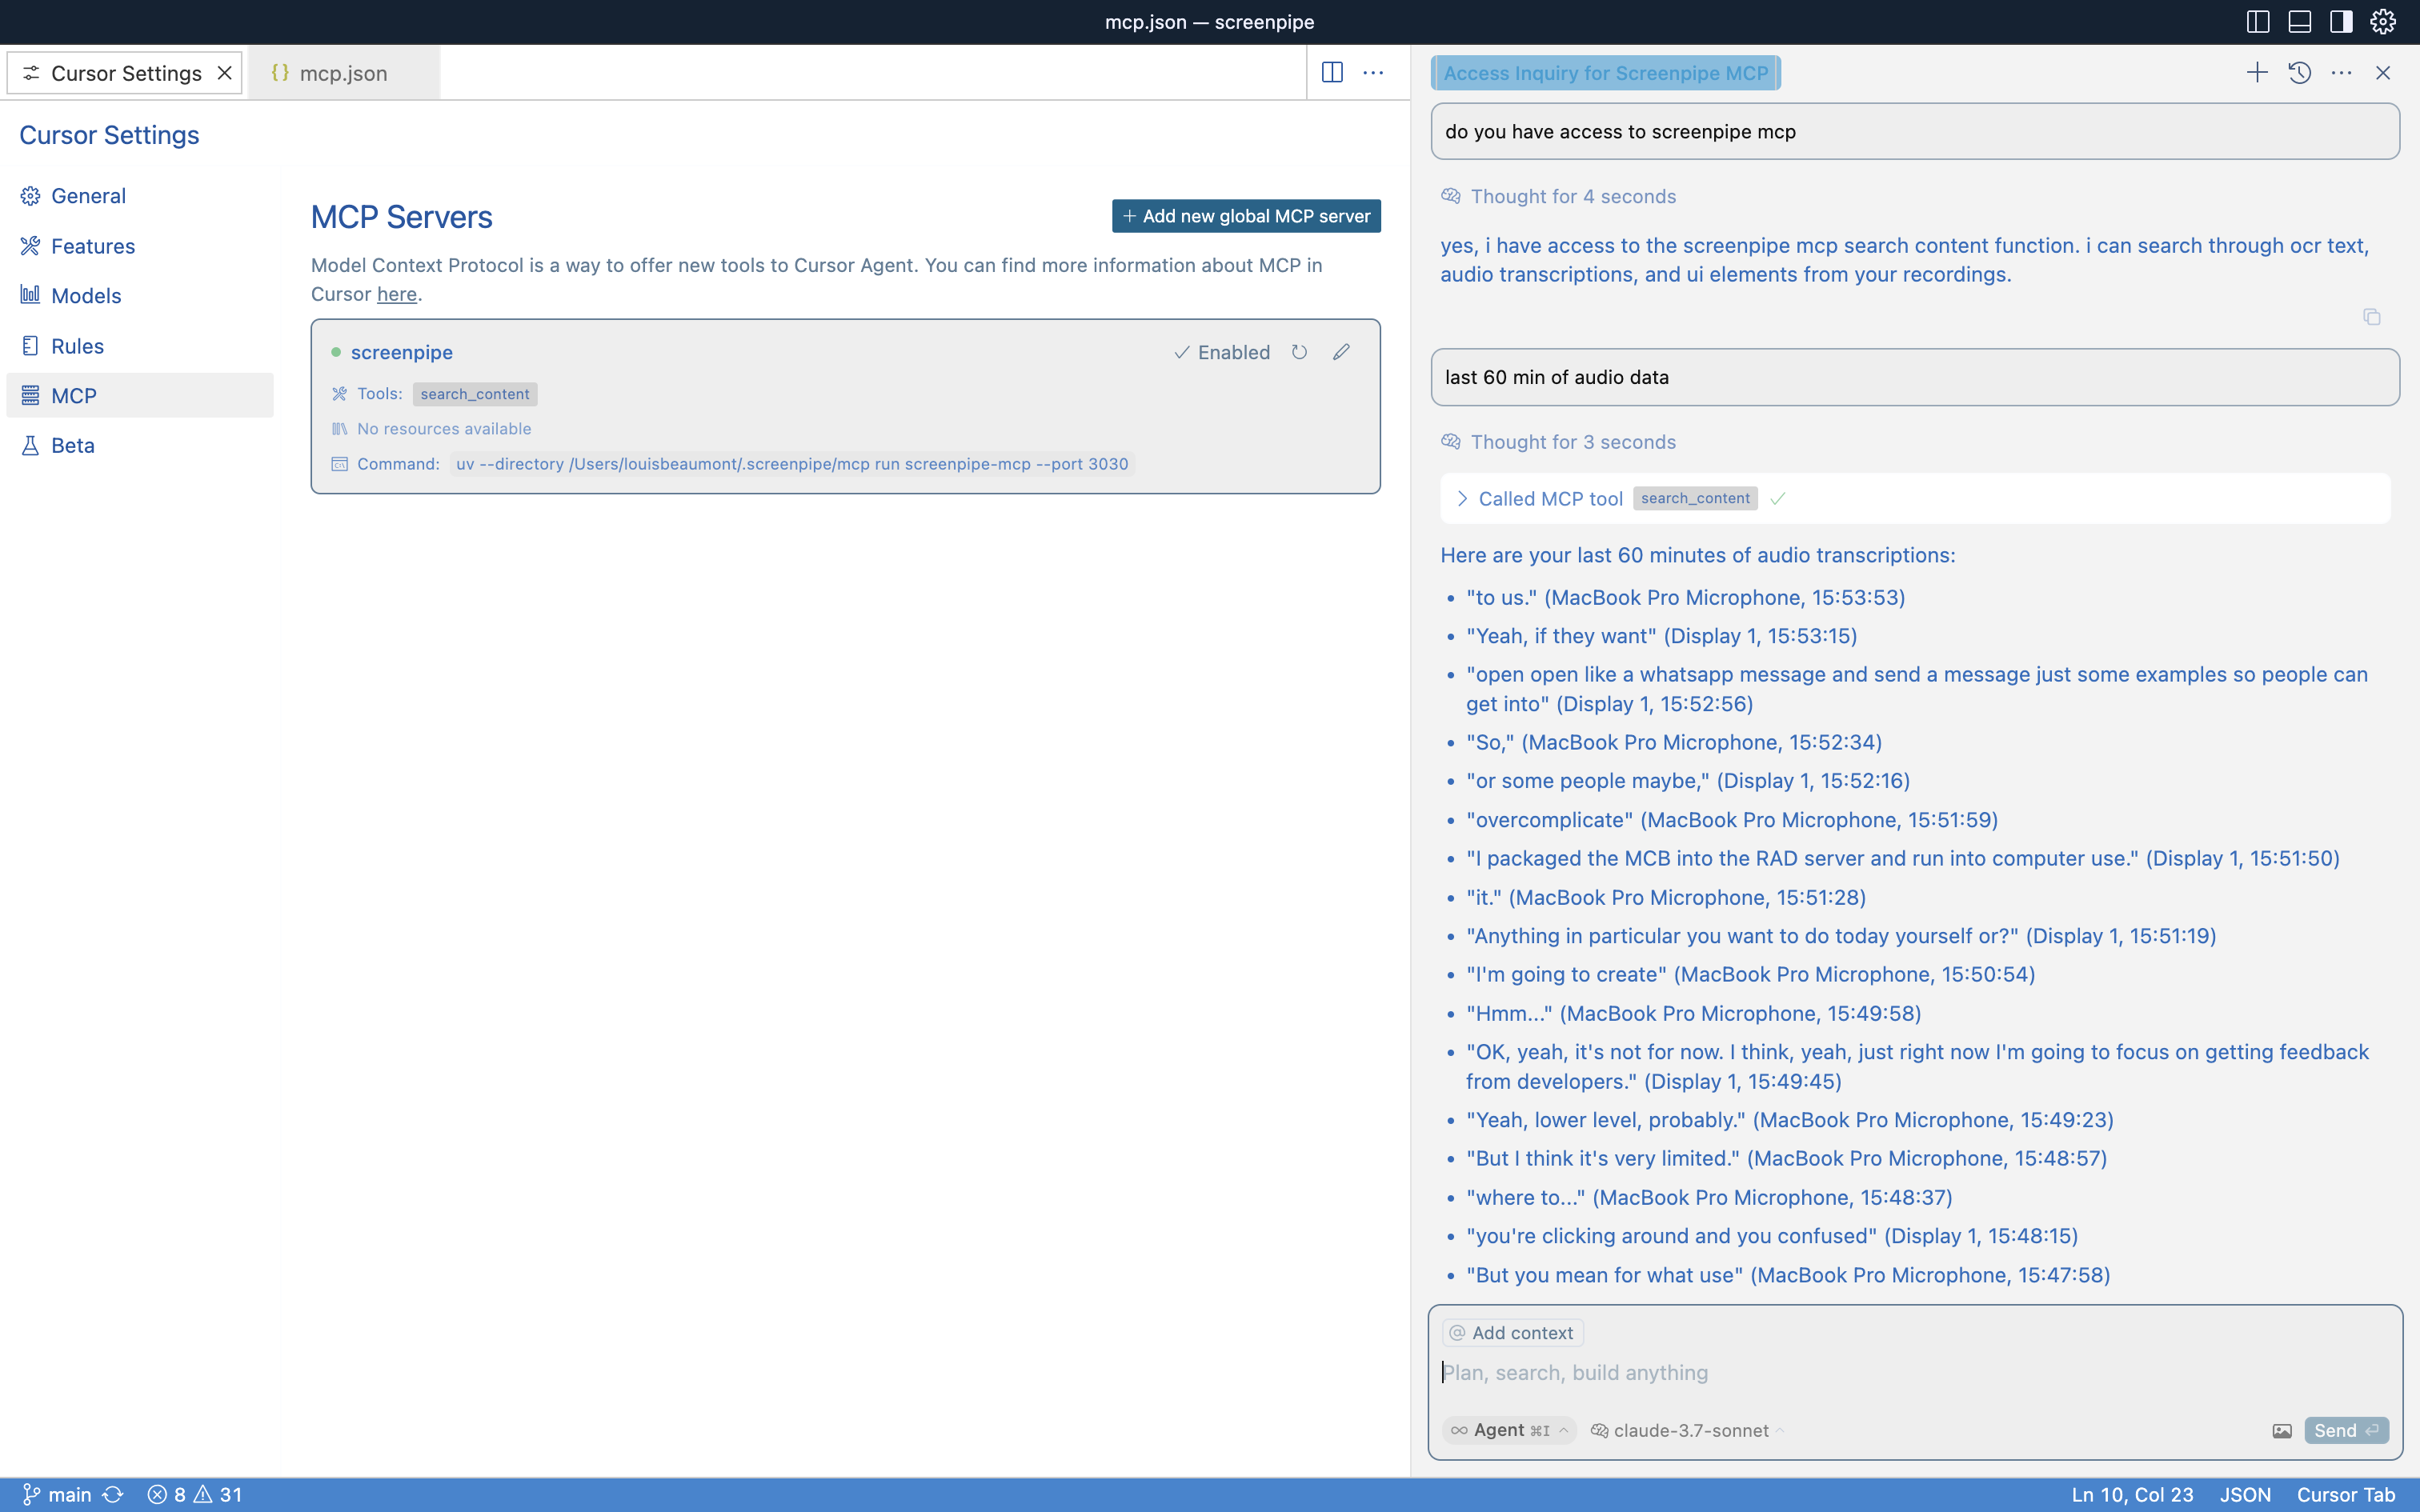 mcp.json — screenpipe
Cursor Settings
{} mcp.json
Cursor Settings
General
Features
Models
Rules
MCP
Beta
MCP Servers
+ Add new global MCP server
Model Context Protocol is a way to offer new tools to Cursor Agent. You can find more information about MCP in
Cursor here.
screenpipe
Enabled
Tools: search_content
No resources available
Command: uv --directory /Users/louisbeaumont/.screenpipe/mcp run screenpipe-mcp --port 3030
Access Inquiry for Screenpipe MCP
do you have access to screenpipe mcp
Thought for 4 seconds
yes, i have access to the screenpipe mcp search content function. i can search through ocr text,
audio transcriptions, and ui elements from your recordings.
last 60 min of audio data
Thought for 3 seconds
Called MCP tool search_content
Here are your last 60 minutes of audio transcriptions:
• "to us." (MacBook Pro Microphone, 15:53:53)
• "Yeah, if they want" (Display 1, 15:53:15)
• "open open like a whatsapp message and send a message just some examples so people can
get into" (Display 1, 15:52:56)
• "So," (MacBook Pro Microphone, 15:52:34)
• "or some people maybe," (Display 1, 15:52:16)
• "overcomplicate" (MacBook Pro Microphone, 15:51:59)
• "I packaged the MCB into the RAD server and run into computer use." (Display 1, 15:51:50)
• "it." (MacBook Pro Microphone, 15:51:28)
• "Anything in particular you want to do today yourself or?" (Display 1, 15:51:19)
• "I'm going to create" (MacBook Pro Microphone, 15:50:54)
• "Hmm..." (MacBook Pro Microphone, 15:49:58)
• "OK, yeah, it's not for now. I think, yeah, just right now I'm going to focus on getting feedback
from developers." (Display 1, 15:49:45)
• "Yeah, lower level, probably." (MacBook Pro Microphone, 15:49:23)
• "But I think it's very limited." (MacBook Pro Microphone, 15:48:57)
• "where to..." (MacBook Pro Microphone, 15:48:37)
• "you're clicking around and you confused" (Display 1, 15:48:15)
• "But you mean for what use" (MacBook Pro Microphone, 15:47:58)
@ Add context
Plan, search, build anything
∞ Agent ⌘I claude-3.7-sonnet
Send
main 8 31
Ln 10, Col 23 JSON Cursor Tab